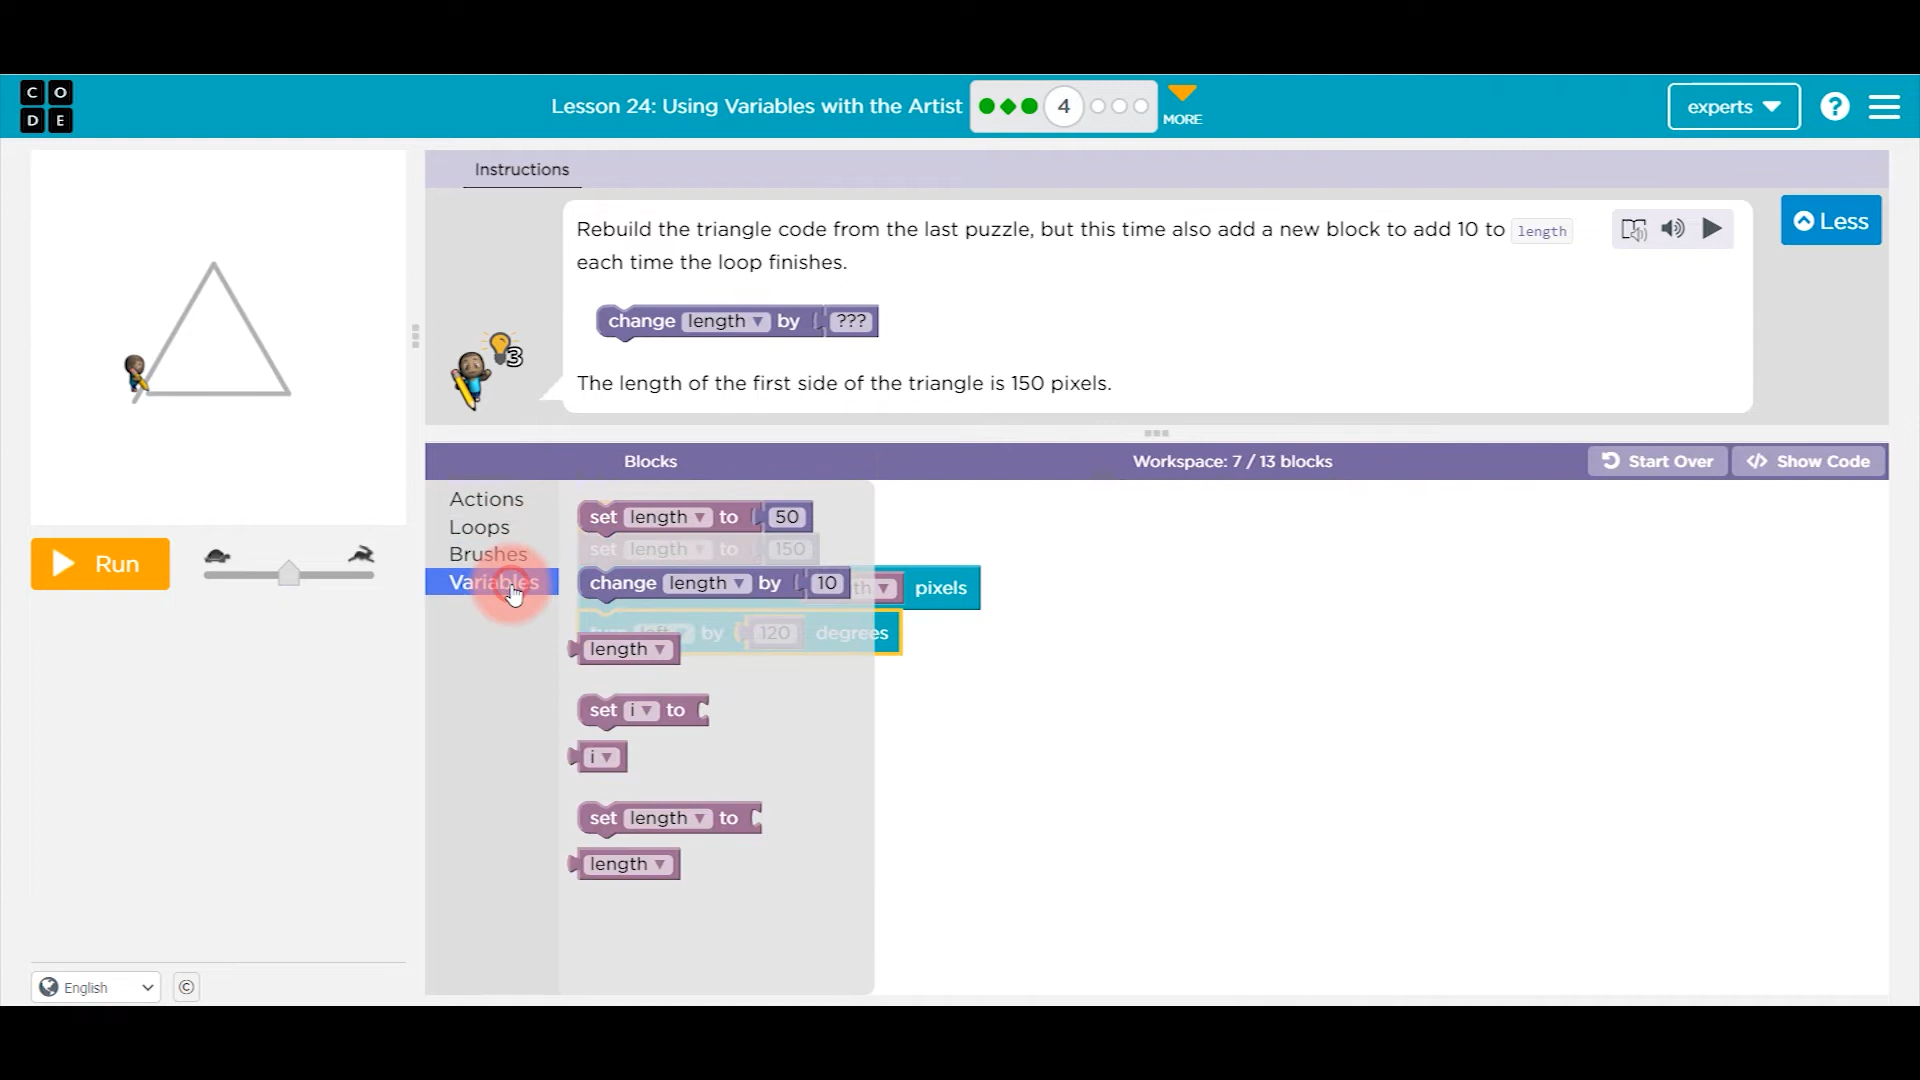 CODE
Lesson 24: Using Variables with the Artist
4
MORE
experts
?
Instructions
Rebuild the triangle code from the last puzzle, but this time also add a new block to add 10 to length
each time the loop finishes.
change length by ???
The length of the first side of the triangle is 150 pixels.
3
Less
Blocks
Workspace: 7 / 13 blocks
Start Over
Show Code
Actions
Loops
Brushes
Variables
set length to 50
set length to 150
change length by 10
th pixels
turn left by 120 degrees
length
set i to
i
set length to
length
Run
English
©